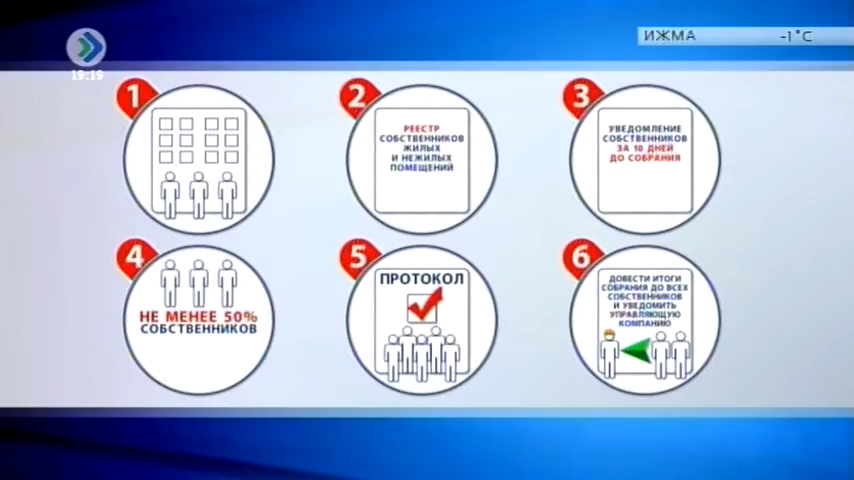 ИЖМА -1°C
19:19
1
2
РЕЕСТР
СОБСТВЕННИКОВ
ЖИЛЫХ
И НЕЖИЛЫХ
ПОМЕЩЕНИЙ
3
УВЕДОМЛЕНИЕ
СОБСТВЕННИКОВ
ЗА 10 ДНЕЙ
ДО СОБРАНИЯ
4
НЕ МЕНЕЕ 50%
СОБСТВЕННИКОВ
5
ПРОТОКОЛ
6
ДОВЕСТИ ИТОГИ
СОБРАНИЯ ДО ВСЕХ
СОБСТВЕННИКОВ
И УВЕДОМИТЬ
УПРАВЛЯЮЩУЮ
КОМПАНИЮ